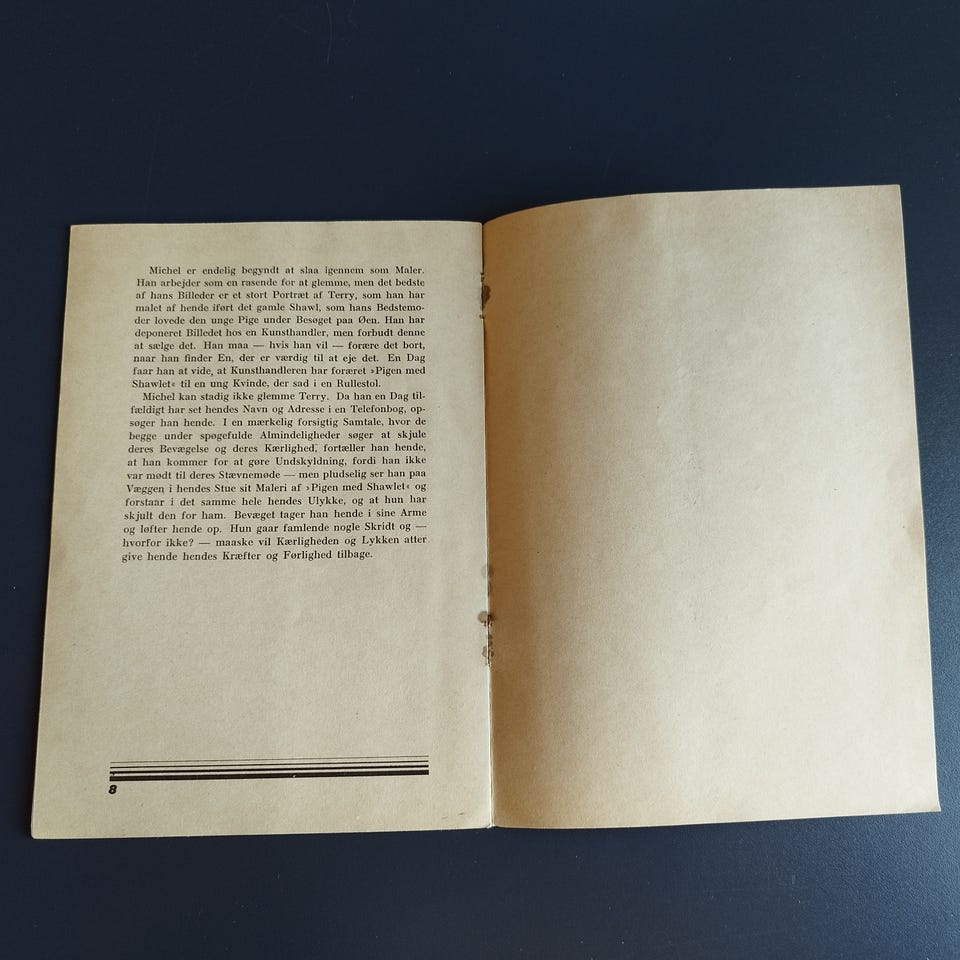 Michel er endelig begyndt at slaa igennem som Maler.
Han arbejder som en rasende for at glemme, men det bedste
af hans Billeder er et stort Portræt af Terry, som han har
malet af hende iført det gamle Shawl, som hans Bedstemo-
der lovede den unge Pige under Besøget paa Øen. Han har
deponeret Billedet hos en Kunsthandler, men forbudt denne
at sælge det. Han maa — hvis han vil — forære det bort,
naar han finder En, der er værdig til at eje det. En Dag
faar han at vide, at Kunsthandleren har foræret »Pigen med
Shawlet« til en ung Kvinde, der sad i en Rullestol.
Michel kan stadig ikke glemme Terry. Da han en Dag til-
fældigt har set hendes Navn og Adresse i en Telefonbog, op-
søger han hende. I en mærkelig forsigtig Samtale, hvor de
begge under spøgefulde Almindeligheder søger at skjule
deres Bevægelse og deres Kærlighed, fortæller han hende,
at han kommer for at gøre Undskyldning, fordi han ikke
var mødt til deres Stævnemøde — men pludselig ser han paa
Væggen i hendes Stue sit Maleri af »Pigen med Shawlet« og
forstaar i det samme hele hendes Ulykke, og at hun har
skjult den for ham. Bevæget tager han hende i sine Arme
og løfter hende op. Hun gaar famlende nogle Skridt og —
hvorfor ikke? — maaske vil Kærligheden og Lykken atter
give hende hendes Kræfter og Førlighed tilbage.
8